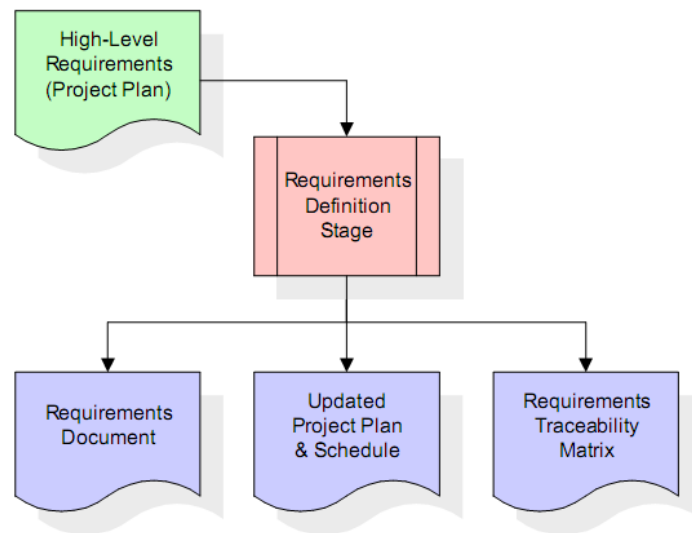 High-Level
Requirements
(Project Plan)
Requirements
Definition
Stage
Requirements
Document
Updated
Project Plan
& Schedule
Requirements
Traceability
Matrix